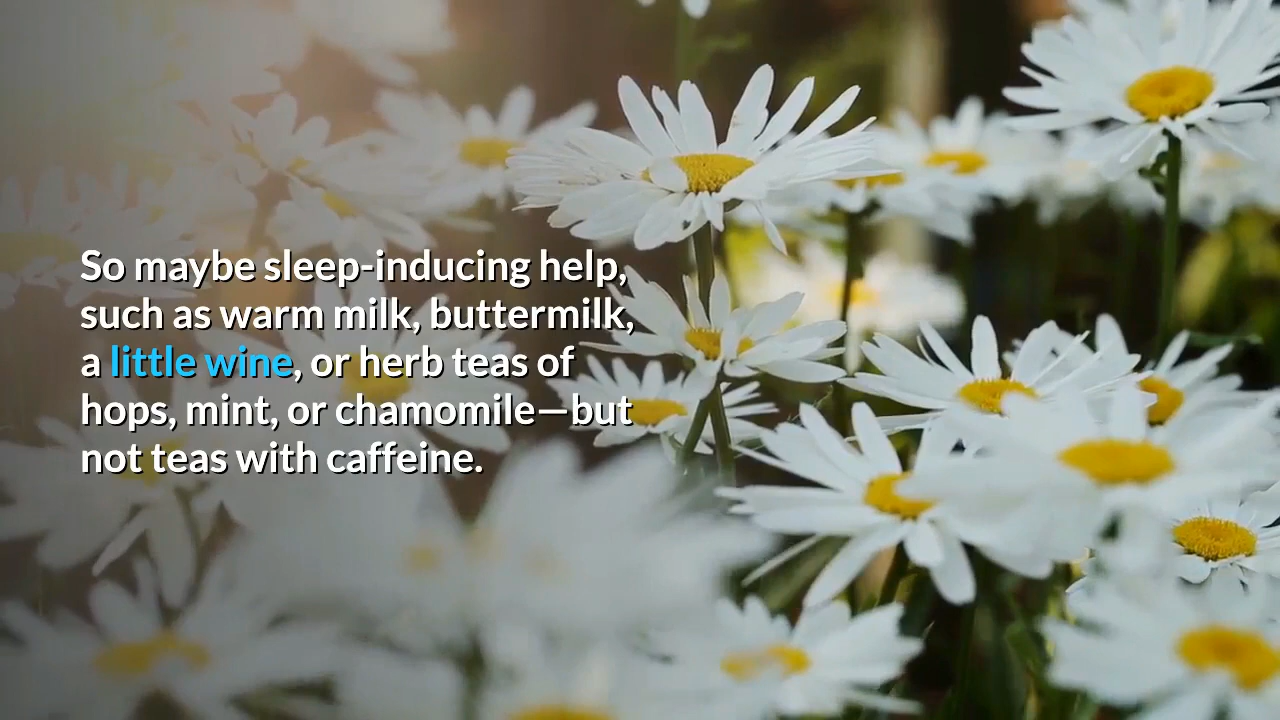 So maybe sleep-inducing help,
such as warm milk, buttermilk,
a little wine, or herb teas of
hops, mint, or chamomile—but
not teas with caffeine.